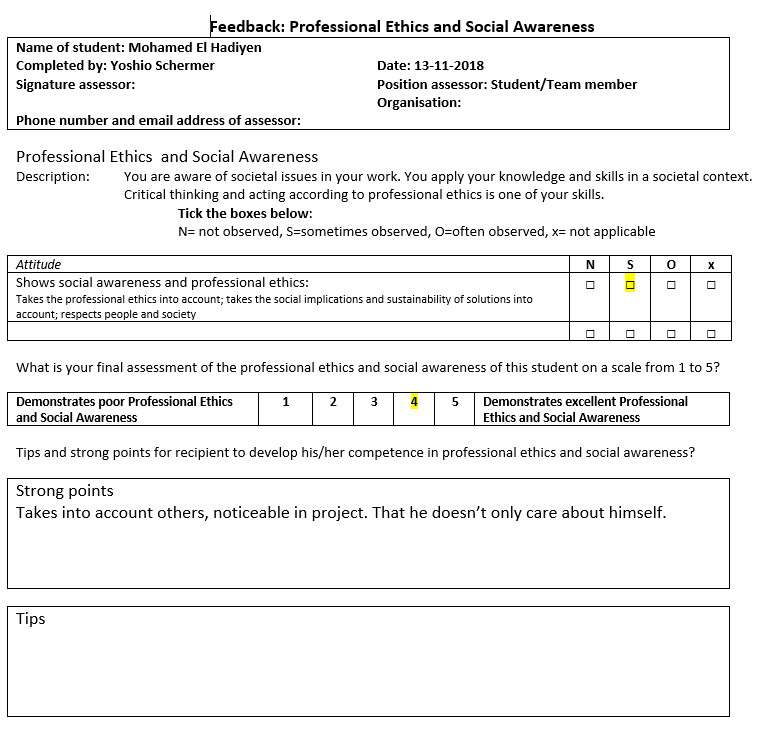 Feedback: Professional Ethics and Social Awareness
Name of student: Mohamed El Hadiyen
Completed by: Yoshio Schermer Date: 13-11-2018
Signature assessor: Position assessor: Student/Team member
Organisation:
Phone number and email address of assessor:
Professional Ethics and Social Awareness
Description: You are aware of societal issues in your work. You apply your knowledge and skills in a societal context.
Critical thinking and acting according to professional ethics is one of your skills.
Tick the boxes below:
N= not observed, S=sometimes observed, O=often observed, x= not applicable
Attitude N S O x
Shows social awareness and professional ethics: □ □ □ □
Takes the professional ethics into account; takes the social implications and sustainability of solutions into
account; respects people and society
□ □ □ □
What is your final assessment of the professional ethics and social awareness of this student on a scale from 1 to 5?
Demonstrates poor Professional Ethics 1 2 3 4 5 Demonstrates excellent Professional
and Social Awareness Ethics and Social Awareness
Tips and strong points for recipient to develop his/her competence in professional ethics and social awareness?
Strong points
Takes into account others, noticeable in project. That he doesn’t only care about himself.
Tips